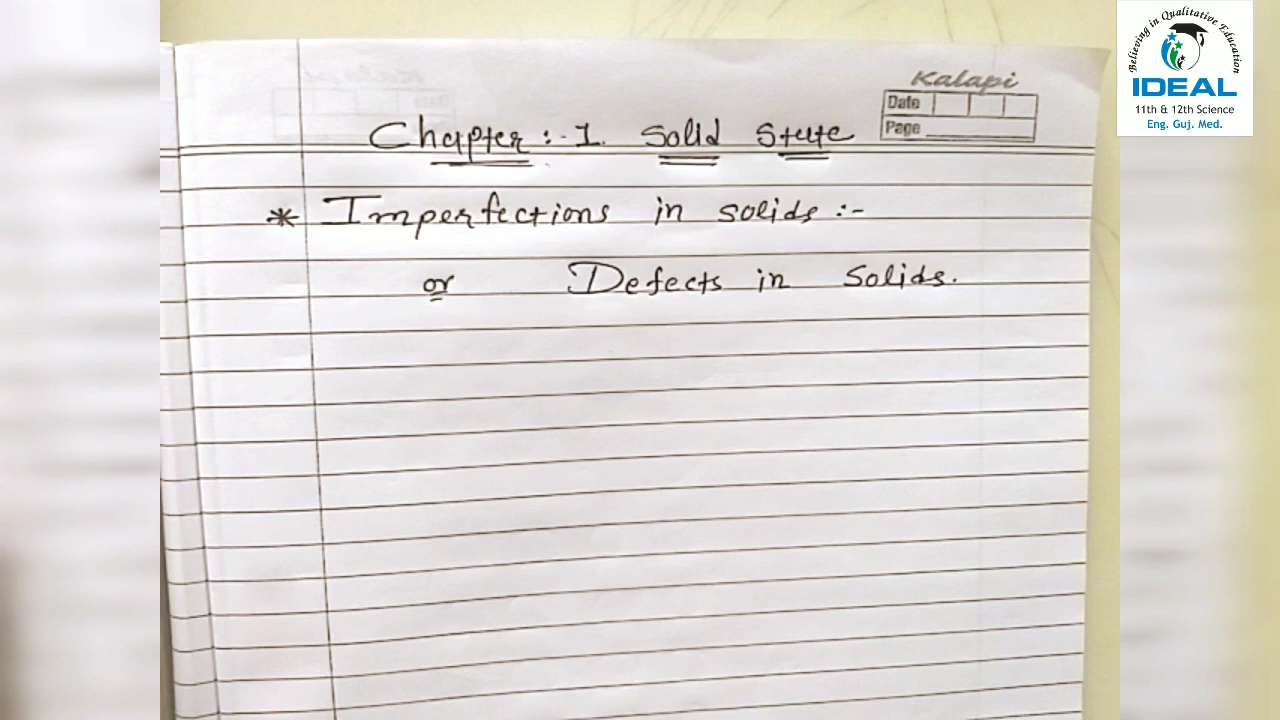 Believing in Qualitative Education
IDEAL
11th & 12th Science
Eng. Guj. Med.
Kalapi
Date
Page
Chapter :- 1. Solid State
* Imperfections in solids :-
or Defects in Solids.